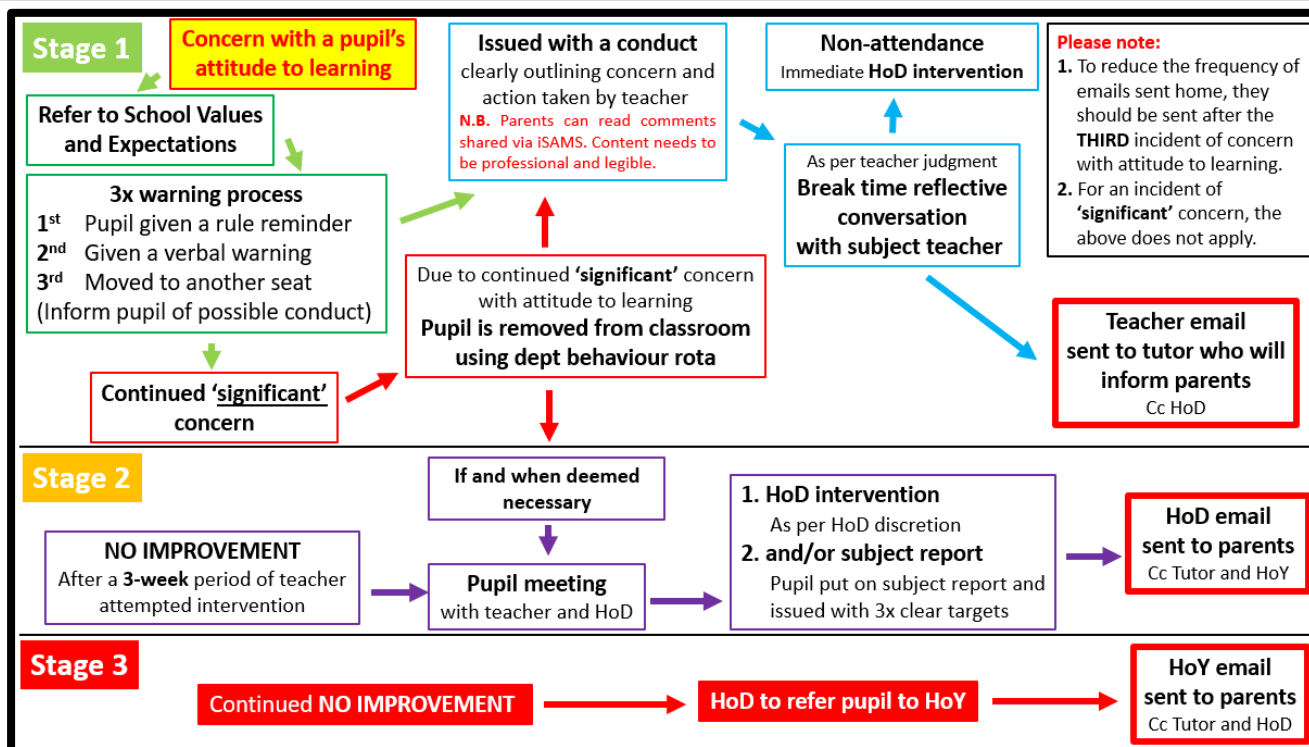 Stage 1
Concern with a pupil's
attitude to learning
Refer to School Values
and Expectations
3x warning process
1st Pupil given a rule reminder
2nd Given a verbal warning
3rd Moved to another seat
(Inform pupil of possible conduct)
Continued 'significant'
concern
Issued with a conduct
clearly outlining concern and
action taken by teacher
N.B. Parents can read comments
shared via iSAMS. Content needs to
be professional and legible.
Due to continued 'significant' concern
with attitude to learning
Pupil is removed from classroom
using dept behaviour rota
Non-attendance
Immediate HoD intervention
As per teacher judgment
Break time reflective
conversation
with subject teacher
Please note:
1. To reduce the frequency of
emails sent home, they
should be sent after the
THIRD incident of concern
with attitude to learning.
2. For an incident of
'significant' concern, the
above does not apply.
Teacher email
sent to tutor who will
inform parents
Cc HoD
Stage 2
NO IMPROVEMENT
After a 3-week period of teacher
attempted intervention
If and when deemed
necessary
Pupil meeting
with teacher and HoD
1. HoD intervention
As per HoD discretion
2. and/or subject report
Pupil put on subject report and
issued with 3x clear targets
HoD email
sent to parents
Cc Tutor and HoY
Stage 3
Continued NO IMPROVEMENT
HoD to refer pupil to HoY
HoY email
sent to parents
Cc Tutor and HoD